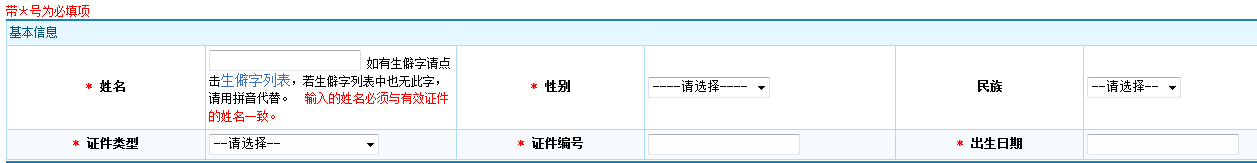 带＊号为必填项
基本信息
* 姓名
如有生僻字请点
击生僻字列表，若生僻字列表中也无此字，
请用拼音代替。 输入的姓名必须与有效证件
的姓名一致。
* 性别
----请选择----
民族
--请选择--
* 证件类型
--请选择--
* 证件编号
* 出生日期